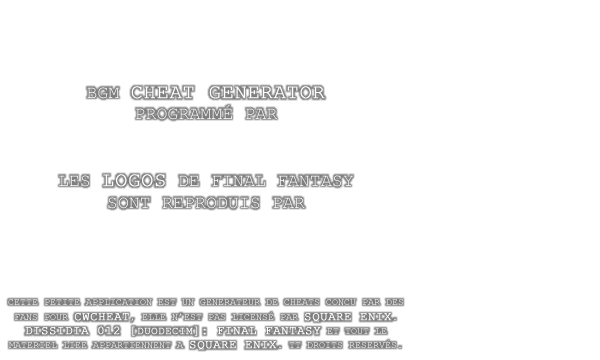 BGM CHEAT GENERATOR
PROGRAMMÉ PAR
LES LOGOS DE FINAL FANTASY
SONT REPRODUIS PAR
CETTE PETITE APPLICATION EST UN GENERATEUR DE CHEATS CONCU PAR DES
FANS POUR CWCHEAT, ELLE N'EST PAS LICENSÉ PAR SQUARE ENIX.
DISSIDIA 012 [DUODECIM]: FINAL FANTASY ET TOUT LE
MATERIEL LIEE APPARTIENNENT A SQUARE ENIX. TT DROITS RESERVÉS.